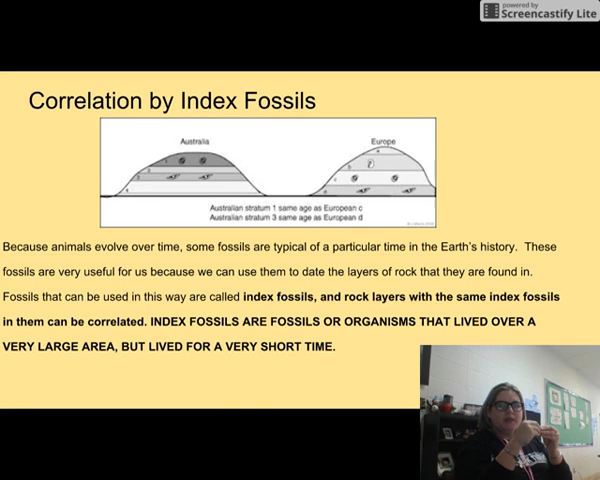 powered by
Screencastify Lite
Correlation by Index Fossils
Australia
Europe
1
2
3
4
a
b
c
d
Australian stratum 1 same age as European c
Australian stratum 3 same age as European d
Because animals evolve over time, some fossils are typical of a particular time in the Earth's history. These
fossils are very useful for us because we can use them to date the layers of rock that they are found in.
Fossils that can be used in this way are called index fossils, and rock layers with the same index fossils
in them can be correlated. INDEX FOSSILS ARE FOSSILS OR ORGANISMS THAT LIVED OVER A
VERY LARGE AREA, BUT LIVED FOR A VERY SHORT TIME.